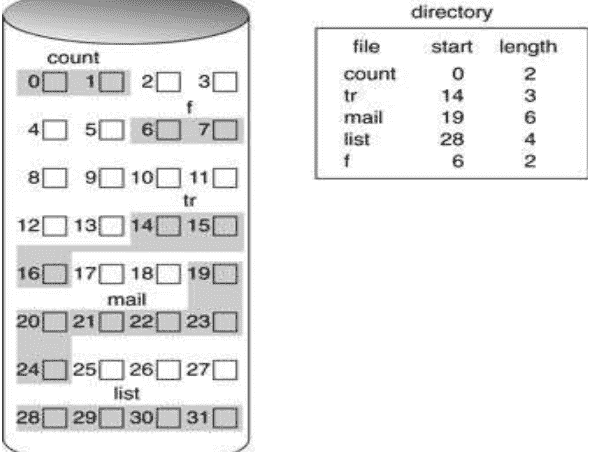 directory
file start length
count 0 2
tr 14 3
mail 19 6
list 28 4
f 6 2
count
0 1 2 3
f
4 5 6 7
8 9 10 11
tr
12 13 14 15
16 17 18 19
mail
20 21 22 23
24 25 26 27
list
28 29 30 31